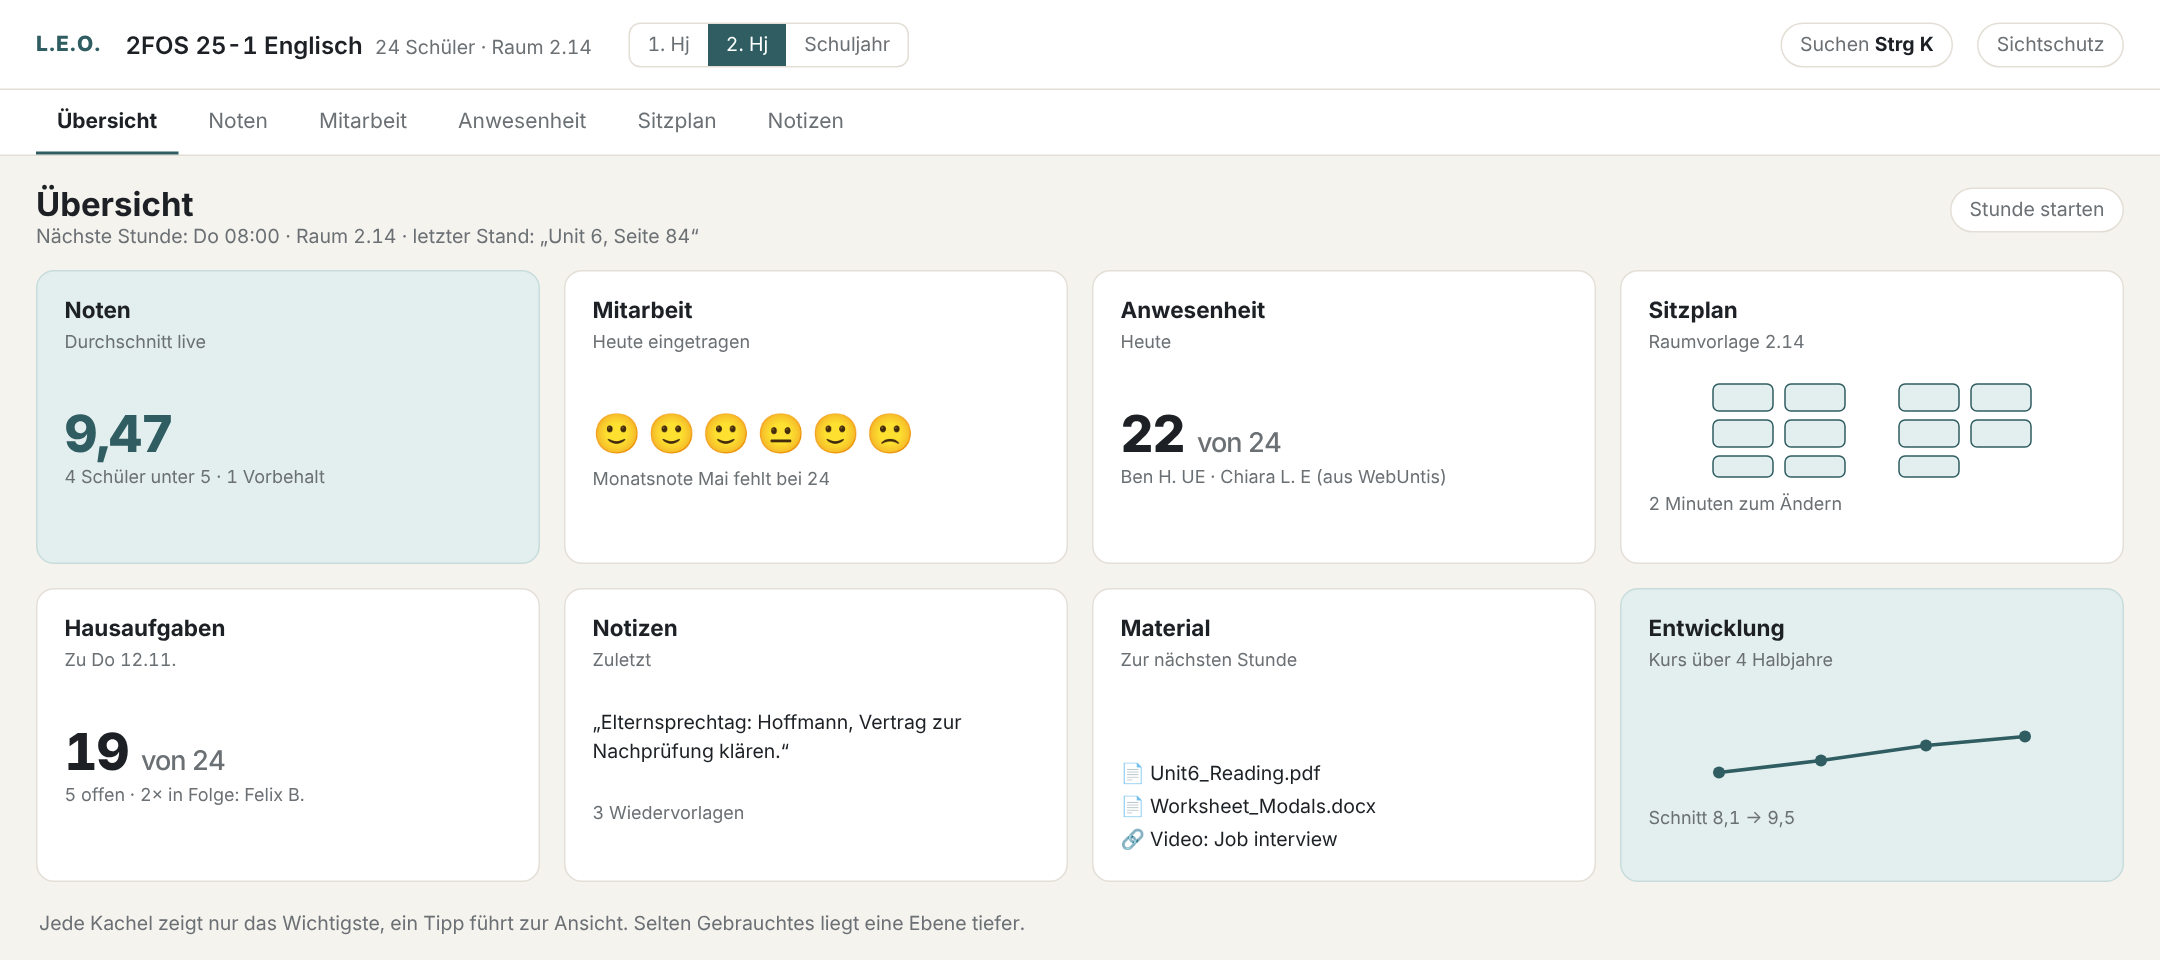 L.E.O. 2FOS 25-1 Englisch 24 Schüler · Raum 2.14 1. Hj 2. Hj Schuljahr Suchen Strg K Sichtschutz
Übersicht Noten Mitarbeit Anwesenheit Sitzplan Notizen
Übersicht
Nächste Stunde: Do 08:00 · Raum 2.14 · letzter Stand: „Unit 6, Seite 84“
Stunde starten
Noten
Durchschnitt live
9,47
4 Schüler unter 5 · 1 Vorbehalt
Mitarbeit
Heute eingetragen
Monatsnote Mai fehlt bei 24
Anwesenheit
Heute
22 von 24
Ben H. UE · Chiara L. E (aus WebUntis)
Sitzplan
Raumvorlage 2.14
2 Minuten zum Ändern
Hausaufgaben
Zu Do 12.11.
19 von 24
5 offen · 2× in Folge: Felix B.
Notizen
Zuletzt
„Elternsprechtag: Hoffmann, Vertrag zur
Nachprüfung klären.“
3 Wiedervorlagen
Material
Zur nächsten Stunde
Unit6_Reading.pdf
Worksheet_Modals.docx
Video: Job interview
Entwicklung
Kurs über 4 Halbjahre
Schnitt 8,1 → 9,5
Jede Kachel zeigt nur das Wichtigste, ein Tipp führt zur Ansicht. Selten Gebrauchtes liegt eine Ebene tiefer.